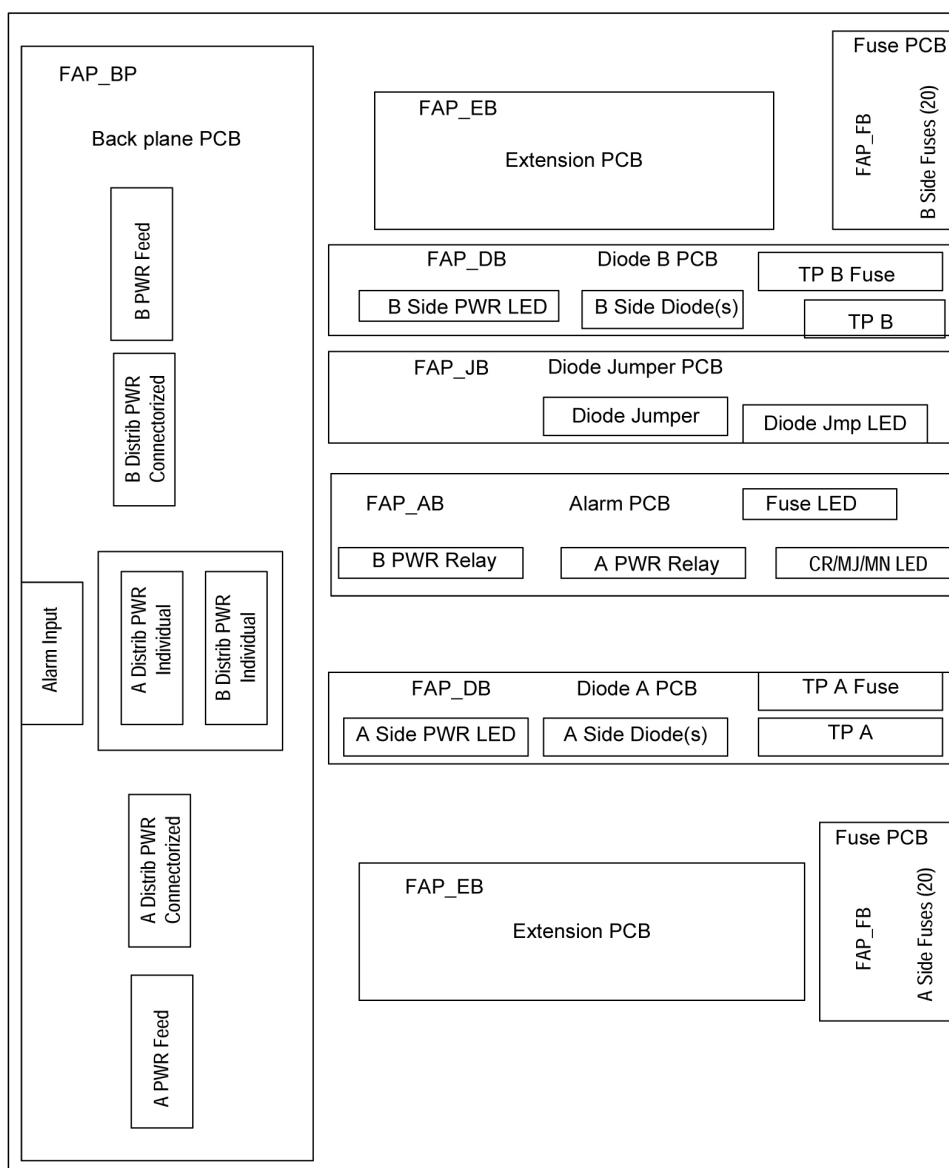 FAP_BP
Back plane PCB
B PWR Feed
B Distrib PWR
Connectorized
Alarm Input
A Distrib PWR
Individual
B Distrib PWR
Individual
A Distrib PWR
Connectorized
A PWR Feed
FAP_EB
Extension PCB
Fuse PCB
FAP_FB
B Side Fuses (20)
FAP_DB
Diode B PCB
TP B Fuse
B Side PWR LED
B Side Diode(s)
TP B
FAP_JB
Diode Jumper PCB
Diode Jumper
Diode Jmp LED
FAP_AB
Alarm PCB
Fuse LED
B PWR Relay
A PWR Relay
CR/MJ/MN LED
FAP_DB
Diode A PCB
TP A Fuse
A Side PWR LED
A Side Diode(s)
TP A
FAP_EB
Extension PCB
Fuse PCB
FAP_FB
A Side Fuses (20)